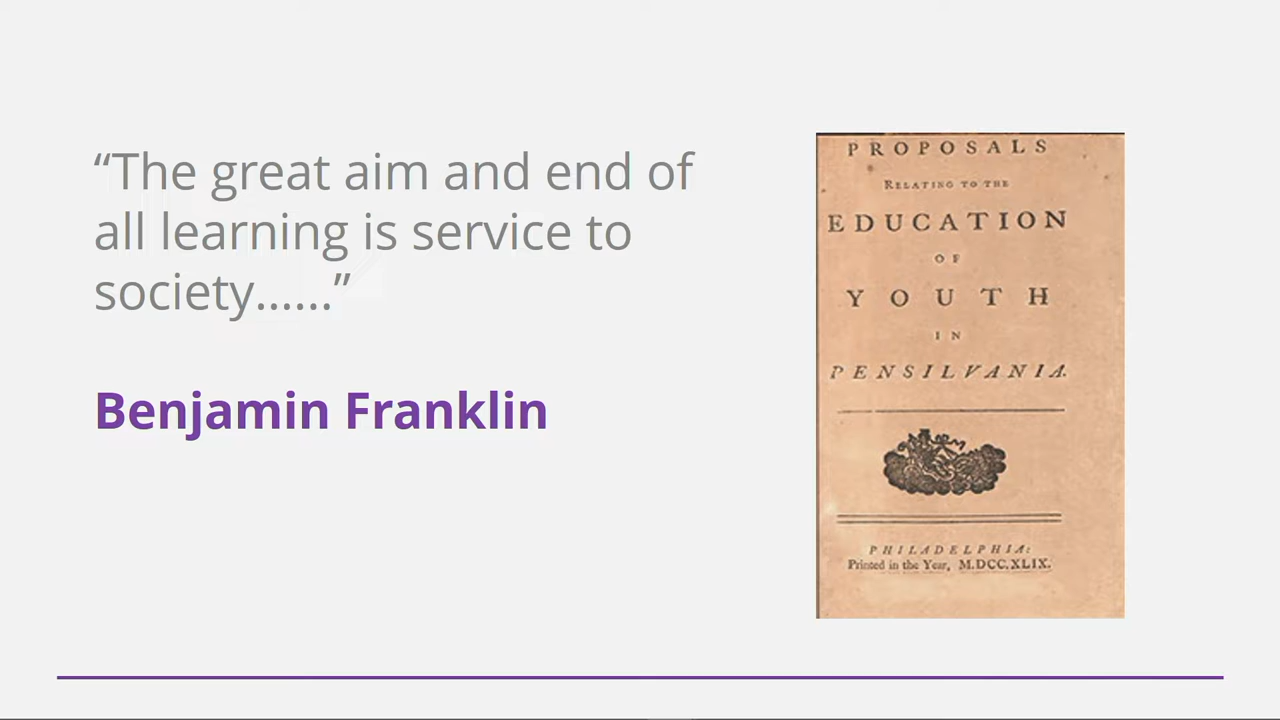 “The great aim and end of
all learning is service to
society……”
Benjamin Franklin
PROPOSALS
RELATING TO THE
EDUCATION
OF
YOUTH
IN
PENSILVANIA.
PHILADELPHIA:
Printed in the Year, M.DCC.XLIX.